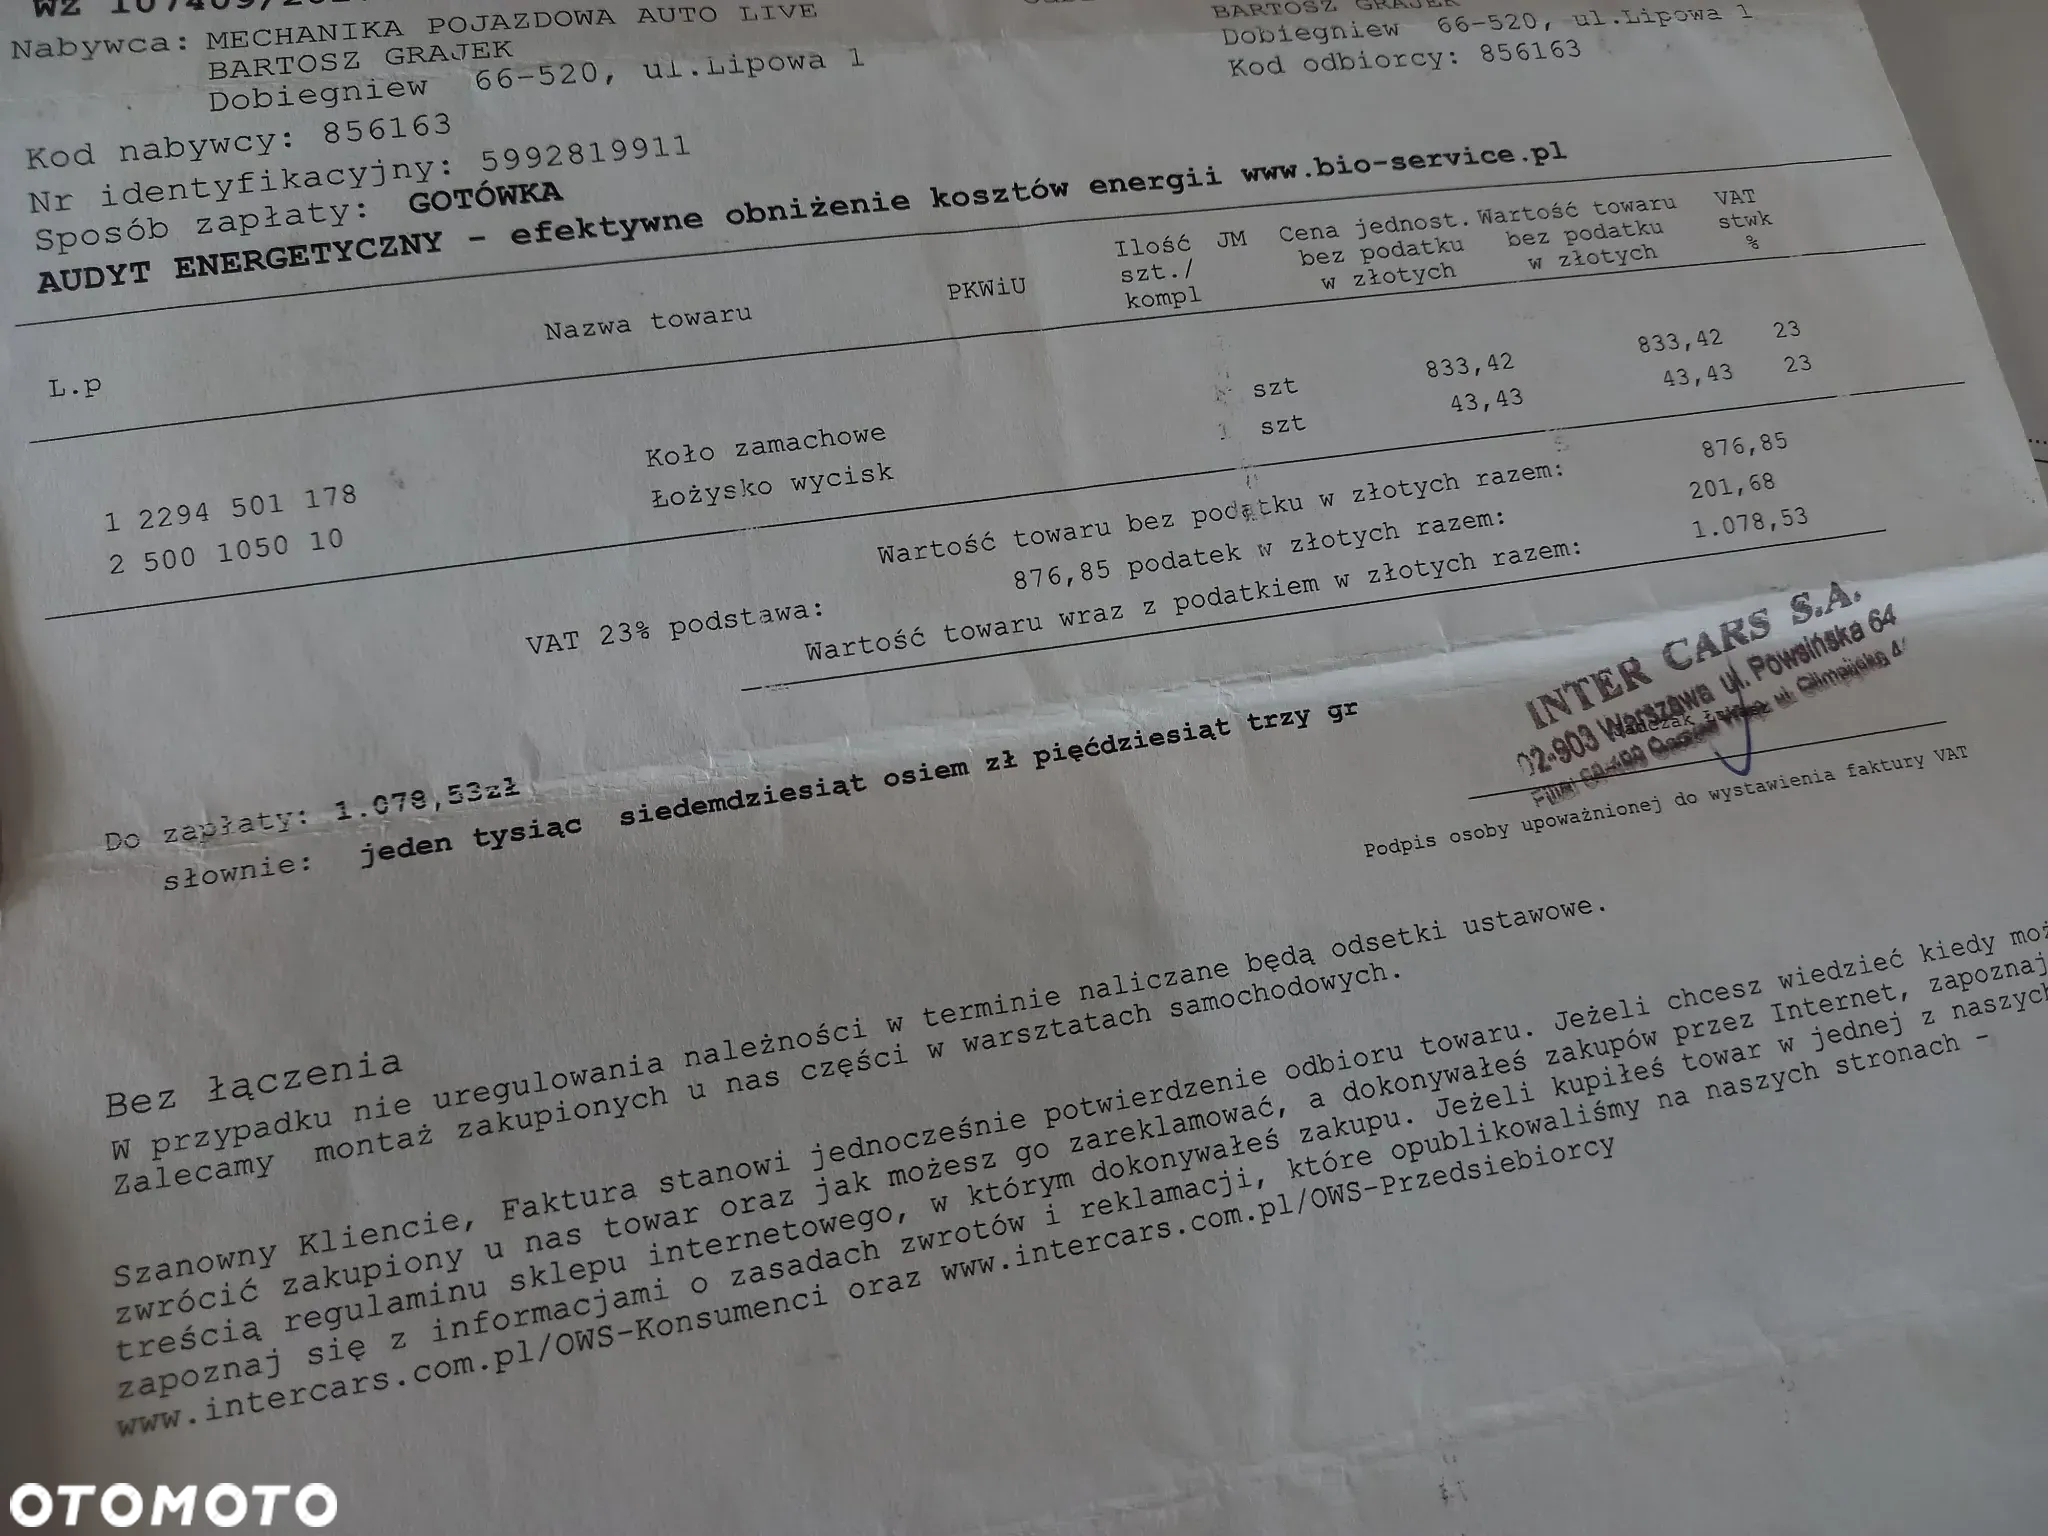 WZ 107409/20
Nabywca: MECHANIKA POJAZDOWA AUTO LIVE
BARTOSZ GRAJEK
Dobiegniew 66-520, ul.Lipowa 1
BARTOSZ GRAJEK
Dobiegniew 66-520, ul.Lipowa 1
Kod odbiorcy: 856163
Kod nabywcy: 856163
Nr identyfikacyjny: 5992819911
Sposób zapłaty: GOTÓWKA
AUDYT ENERGETYCZNY - efektywne obniżenie kosztów energii www.bio-service.pl
L.p Nazwa towaru PKWiU Ilość szt./ kompl JM Cena jednost. bez podatku w złotych Wartość towaru bez podatku w złotych VAT stwk %
1 2294 501 178 Koło zamachowe szt 833,42 833,42 23
2 500 1050 10 Łożysko wycisk 1 szt 43,43 43,43 23
Wartość towaru bez podatku w złotych razem: 876,85
VAT 23% podstawa: 876,85 podatek w złotych razem: 201,68
Wartość towaru wraz z podatkiem w złotych razem: 1.078,53
INTER CARS S.A.
02-903 Warszawa ul. Powsińska 64
Do zapłaty: 1.078,53zł
słownie: jeden tysiąc siedemdziesiąt osiem zł pięćdziesiąt trzy gr
Podpis osoby upoważnionej do wystawienia faktury VAT
Bez łączenia
W przypadku nie uregulowania należności w terminie naliczane będą odsetki ustawowe.
Zalecamy montaż zakupionych u nas części w warsztatach samochodowych.
Szanowny Kliencie, Faktura stanowi jednocześnie potwierdzenie odbioru towaru. Jeżeli chcesz wiedzieć kiedy moż
zwrócić zakupiony u nas towar oraz jak możesz go zareklamować, a dokonywałeś zakupów przez Internet, zapoznaj
treścią regulaminu sklepu internetowego, w którym dokonywałeś zakupu. Jeżeli kupiłeś towar w jednej z naszych
zapoznaj się z informacjami o zasadach zwrotów i reklamacji, które opublikowaliśmy na naszych stronach -
www.intercars.com.pl/OWS-Konsumenci oraz www.intercars.com.pl/OWS-Przedsiebiorcy
OTOMOTO